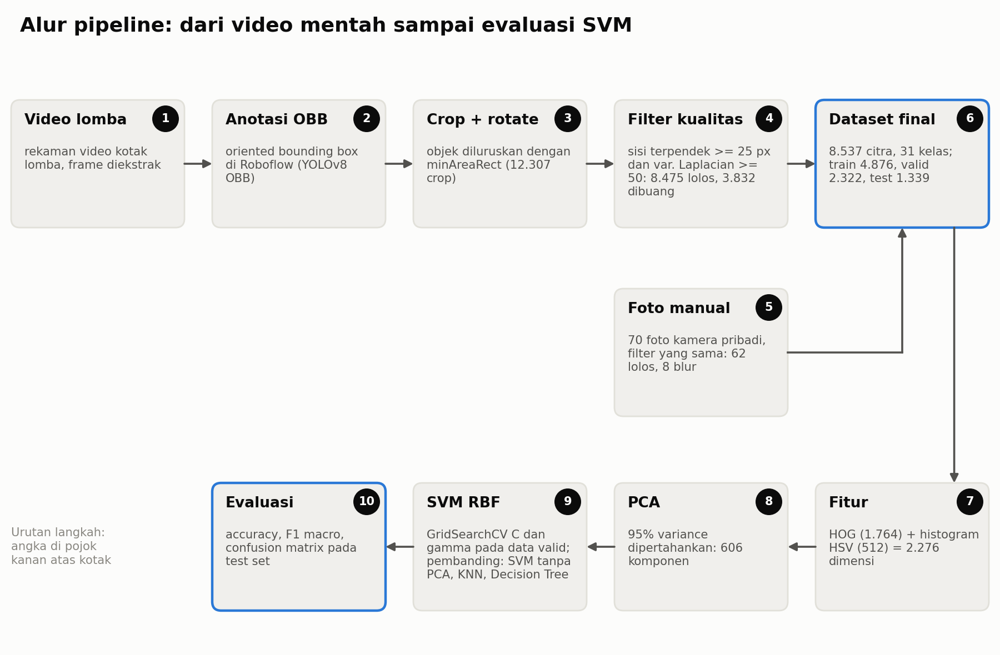 Alur pipeline: dari video mentah sampai evaluasi SVM
Video lomba
1
rekaman video kotak
lomba, frame diekstrak
Anotasi OBB
2
oriented bounding box
di Roboflow (YOLOv8
OBB)
Crop + rotate
3
objek diluruskan dengan
minAreaRect (12.307
crop)
Filter kualitas
4
sisi terpendek >= 25 px
dan var. Laplacian >=
50: 8.475 lolos, 3.832
dibuang
Dataset final
6
8.537 citra, 31 kelas;
train 4.876, valid
2.322, test 1.339
Foto manual
5
70 foto kamera pribadi,
filter yang sama: 62
lolos, 8 blur
Fitur
7
HOG (1.764) + histogram
HSV (512) = 2.276
dimensi
PCA
8
95% variance
dipertahankan: 606
komponen
SVM RBF
9
GridSearchCV C dan
gamma pada data valid;
pembanding: SVM tanpa
PCA, KNN, Decision Tree
Evaluasi
10
accuracy, F1 macro,
confusion matrix pada
test set
Urutan langkah:
angka di pojok
kanan atas kotak